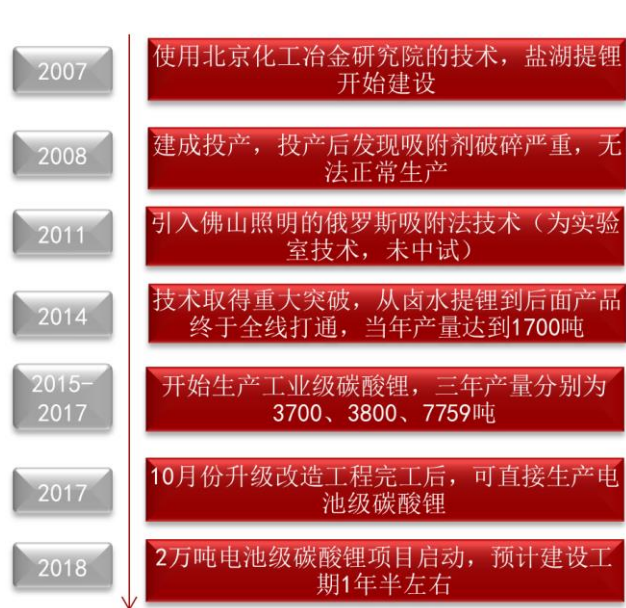 2007
使用北京化工冶金研究院的技术，盐湖提锂
开始建设
2008
建成投产，投产后发现吸附剂破碎严重，无
法正常生产
2011
引入佛山照明的俄罗斯吸附法技术（为实验
室技术，未中试）
2014
技术取得重大突破，从卤水提锂到后面产品
终于全线打通，当年产量达到1700吨
2015-
2017
开始生产工业级碳酸锂，三年产量分别为
3700、3800、7759吨
2017
10月份升级改造工程完工后，可直接生产电
池级碳酸锂
2018
2万吨电池级碳酸锂项目启动，预计建设工
期1年半左右